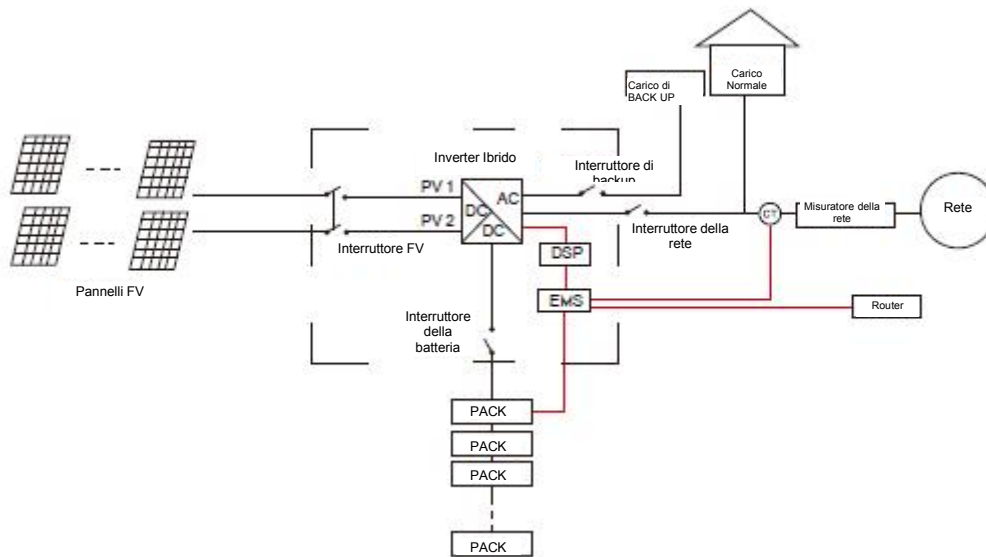 Carico
Normale
Carico di
BACK UP
Inverter Ibrido
Interruttore di
backup
PV 1
AC
DC
DC
PV 2
Interruttore FV
Interruttore della
rete
CT
Misuratore della
rete
Rete
DSP
Pannelli FV
EMS
Router
Interruttore
della
batteria
PACK
PACK
PACK
PACK